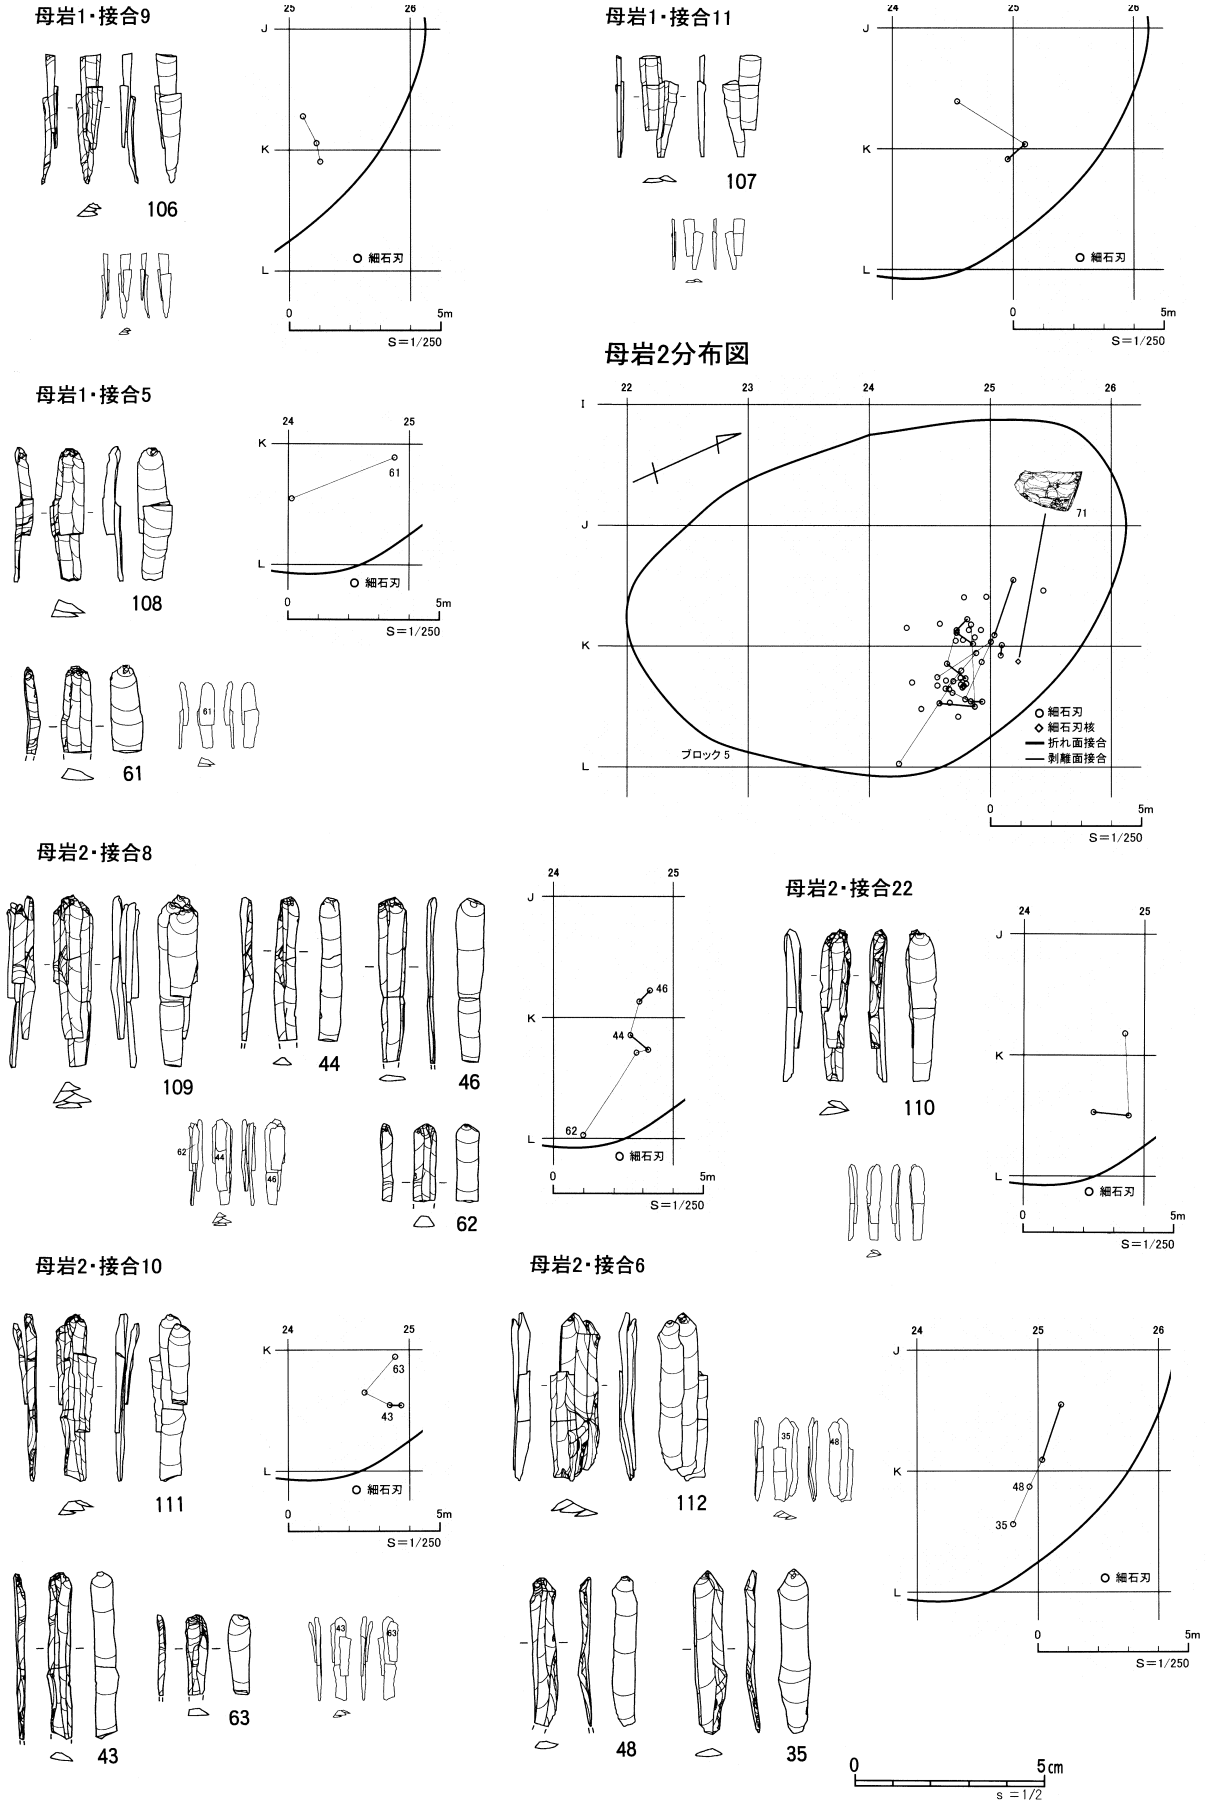 母岩1・接合9
25 26
J
K
L
106
○ 細石刃
0 5m
S=1/250
母岩1・接合11
24 25 26
J
K
L
107
○ 細石刃
0 5m
S=1/250
母岩1・接合5
24 25
K
61
L
108
○ 細石刃
0 5m
S=1/250
61
61
母岩2分布図
22 23 24 25 26
I
71
J
K
○ 細石刃
◇ 細石刃核
折れ面接合
剥離面接合
ブロック5
L
0 5m
S=1/250
母岩2・接合8
24 25
J
46
K
44
62
L
○ 細石刃
0 5m
S=1/250
109
44
46
62
44
46
62
母岩2・接合22
24 25
J
K
L
110
○ 細石刃
0 5m
S=1/250
母岩2・接合10
24 25
K
63
43
L
111
○ 細石刃
0 5m
S=1/250
43
63
43
63
母岩2・接合6
24 25 26
J
K
48
35
L
112
35
48
○ 細石刃
0 5m
S=1/250
48
35
0 5cm
s=1/2